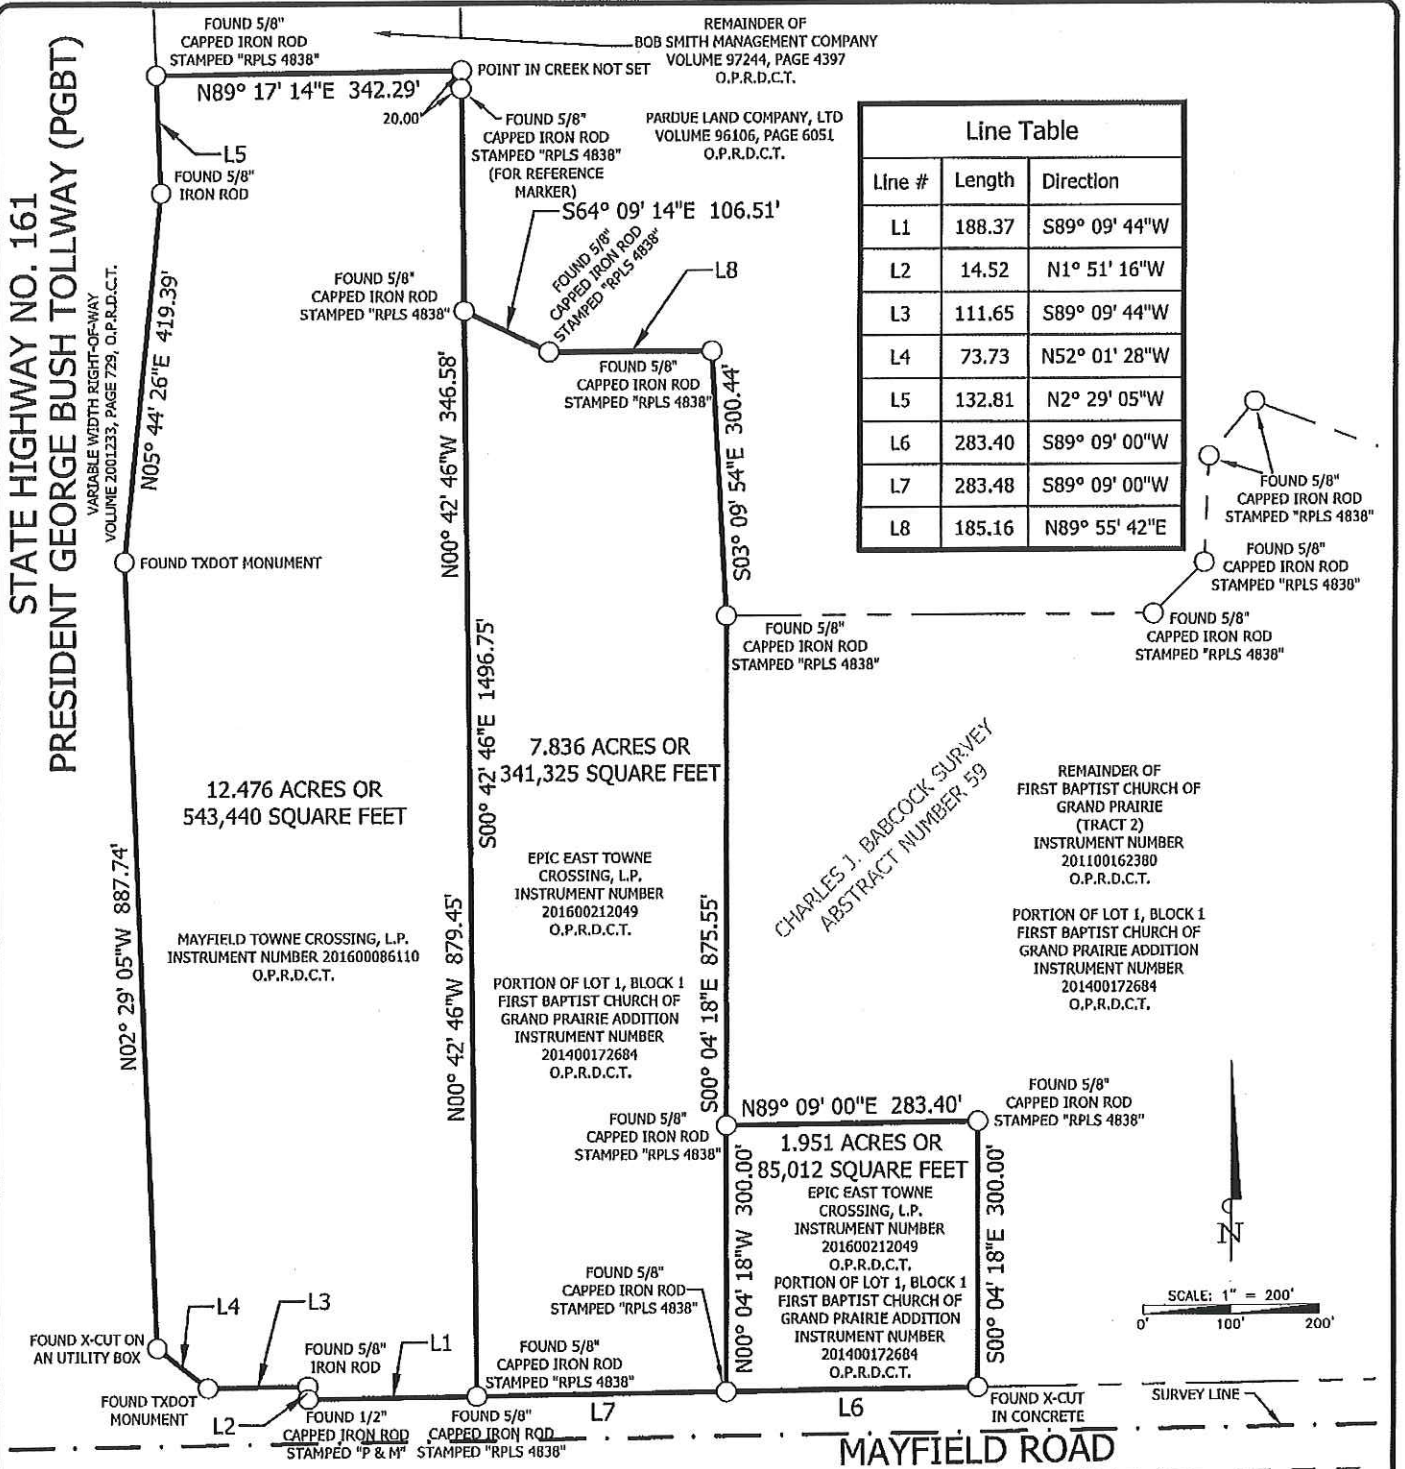 FOUND 5/8"
CAPPED IRON ROD
STAMPED "RPLS 4838"
REMAINDER OF
BOB SMITH MANAGEMENT COMPANY
VOLUME 97244, PAGE 4397
O.P.R.D.C.T.
N89° 17' 14"E 342.29'
POINT IN CREEK NOT SET
20.00'
FOUND 5/8"
CAPPED IRON ROD
STAMPED "RPLS 4838"
(FOR REFERENCE
MARKER)
PARDUE LAND COMPANY, LTD
VOLUME 96106, PAGE 6051
O.P.R.D.C.T.
L5
FOUND 5/8"
IRON ROD
STATE HIGHWAY NO. 161
PRESIDENT GEORGE BUSH TOLLWAY (PGBT)
VARIABLE WIDTH RIGHT-OF-WAY
VOLUME 2001233, PAGE 729, O.P.R.D.C.T.
N05° 44' 26"E 419.39'
S64° 09' 14"E 106.51'
FOUND 5/8"
CAPPED IRON ROD
STAMPED "RPLS 4838"
L8
FOUND 5/8"
CAPPED IRON ROD
STAMPED "RPLS 4838"
FOUND 5/8"
CAPPED IRON ROD
STAMPED "RPLS 4838"
N00° 42' 46"W 346.58'
S03° 09' 54"E 300.44'
Line Table
Line # Length Direction
L1 188.37 S89° 09' 44"W
L2 14.52 N1° 51' 16"W
L3 111.65 S89° 09' 44"W
L4 73.73 N52° 01' 28"W
L5 132.81 N2° 29' 05"W
L6 283.40 S89° 09' 00"W
L7 283.48 S89° 09' 00"W
L8 185.16 N89° 55' 42"E
FOUND 5/8"
CAPPED IRON ROD
STAMPED "RPLS 4838"
FOUND 5/8"
CAPPED IRON ROD
STAMPED "RPLS 4838"
FOUND 5/8"
CAPPED IRON ROD
STAMPED "RPLS 4838"
FOUND TXDOT MONUMENT
FOUND 5/8"
CAPPED IRON ROD
STAMPED "RPLS 4838"
S00° 42' 46"E 1496.75'
12.476 ACRES OR
543,440 SQUARE FEET
7.836 ACRES OR
341,325 SQUARE FEET
CHARLES J. BABCOCK SURVEY
ABSTRACT NUMBER 59
REMAINDER OF
FIRST BAPTIST CHURCH OF
GRAND PRAIRIE
(TRACT 2)
INSTRUMENT NUMBER
201100162380
O.P.R.D.C.T.
EPIC EAST TOWNE
CROSSING, L.P.
INSTRUMENT NUMBER
201600212049
O.P.R.D.C.T.
N02° 29' 05"W 887.74'
MAYFIELD TOWNE CROSSING, L.P.
INSTRUMENT NUMBER 201600086110
O.P.R.D.C.T.
N00° 42' 46"W 879.45'
PORTION OF LOT 1, BLOCK 1
FIRST BAPTIST CHURCH OF
GRAND PRAIRIE ADDITION
INSTRUMENT NUMBER
201400172684
O.P.R.D.C.T.
S00° 04' 18"E 875.55'
PORTION OF LOT 1, BLOCK 1
FIRST BAPTIST CHURCH OF
GRAND PRAIRIE ADDITION
INSTRUMENT NUMBER
201400172684
O.P.R.D.C.T.
FOUND 5/8"
CAPPED IRON ROD
STAMPED "RPLS 4838"
N89° 09' 00"E 283.40'
FOUND 5/8"
CAPPED IRON ROD
STAMPED "RPLS 4838"
1.951 ACRES OR
85,012 SQUARE FEET
EPIC EAST TOWNE
CROSSING, L.P.
INSTRUMENT NUMBER
201600212049
O.P.R.D.C.T.
PORTION OF LOT 1, BLOCK 1
FIRST BAPTIST CHURCH OF
GRAND PRAIRIE ADDITION
INSTRUMENT NUMBER
201400172684
O.P.R.D.C.T.
N00° 04' 18"W 300.00'
S00° 04' 18"E 300.00'
N
SCALE: 1" = 200'
0' 100' 200'
FOUND 5/8"
CAPPED IRON ROD
STAMPED "RPLS 4838"
L4
L3
FOUND X-CUT ON
AN UTILITY BOX
FOUND 5/8"
IRON ROD
L1
FOUND 5/8"
CAPPED IRON ROD
STAMPED "RPLS 4838"
FOUND TXDOT
MONUMENT
L2
FOUND 1/2"
CAPPED IRON ROD
STAMPED "P & M"
FOUND 5/8"
CAPPED IRON ROD
STAMPED "RPLS 4838"
L7
L6
FOUND X-CUT
IN CONCRETE
SURVEY LINE
MAYFIELD ROAD